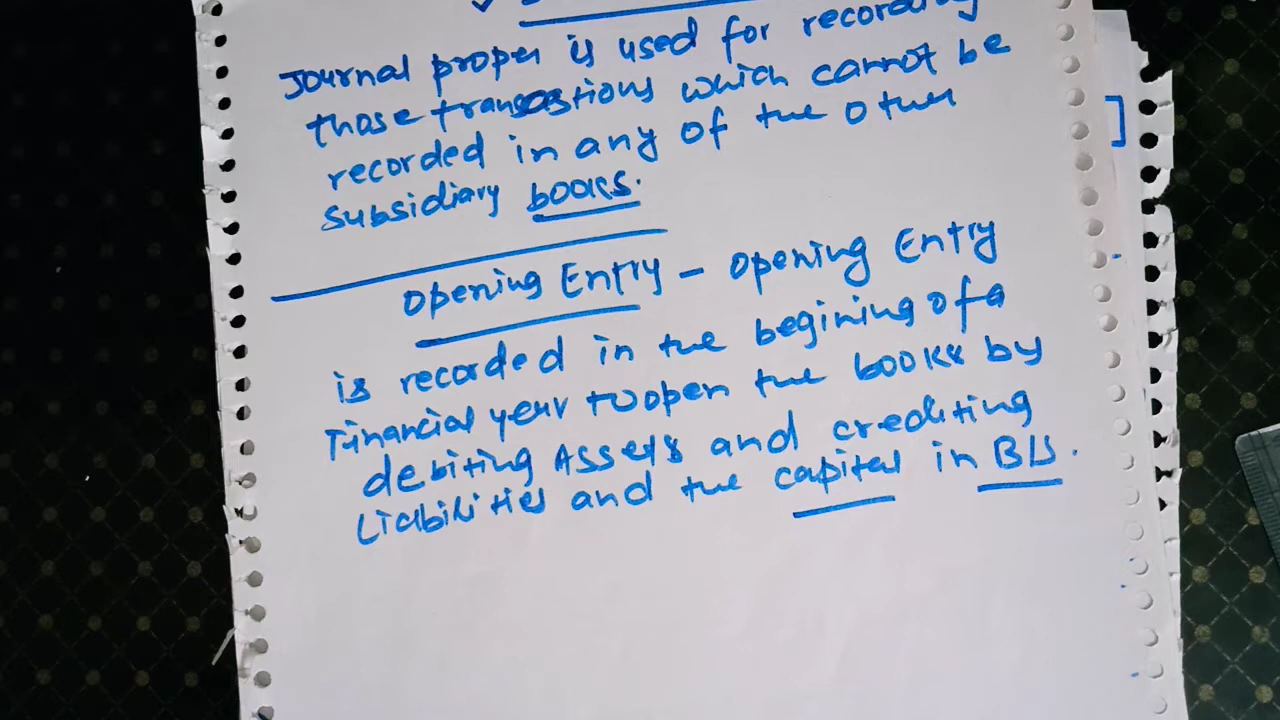 Journal proper is used for recording
those transactions which cannot be
recorded in any of the other
subsidiary books.
Opening Entry - Opening Entry
is recorded in the begining of a
Financial year to open the books by
debiting Assets and crediting
Liabilities and the capital in B/S.